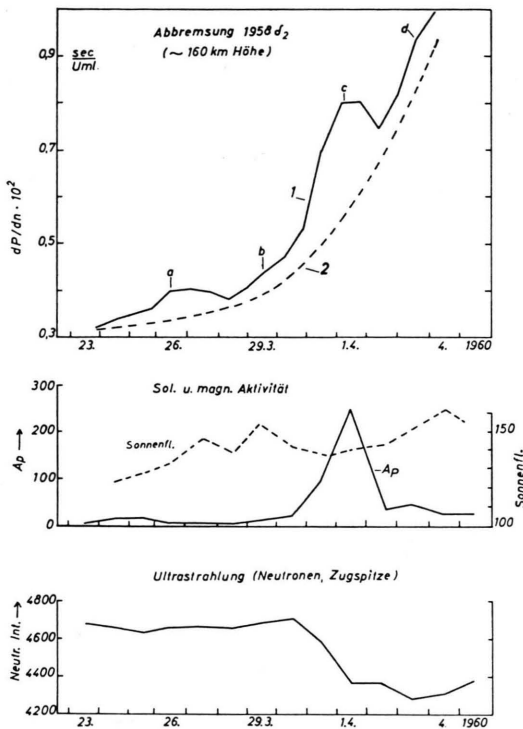 Abbremsung 1958 δ2
(~ 160 km Höhe)
sec
Uml.
0,9
0,7
0,5
0,3
dP/dn · 10²
a
b
c
d
1
2
23.
26.
29.3.
1.4.
4. 1960
Sol. u. magn. Aktivität
300
200
100
0
Ap →
Sonnenfl.
Ap
150
100
Sonnenfl.
Ultrastrahlung (Neutronen, Zugspitze)
4800
4600
4400
4200
Neutr. Int. →
23.
26.
29.3.
1.4.
4. 1960